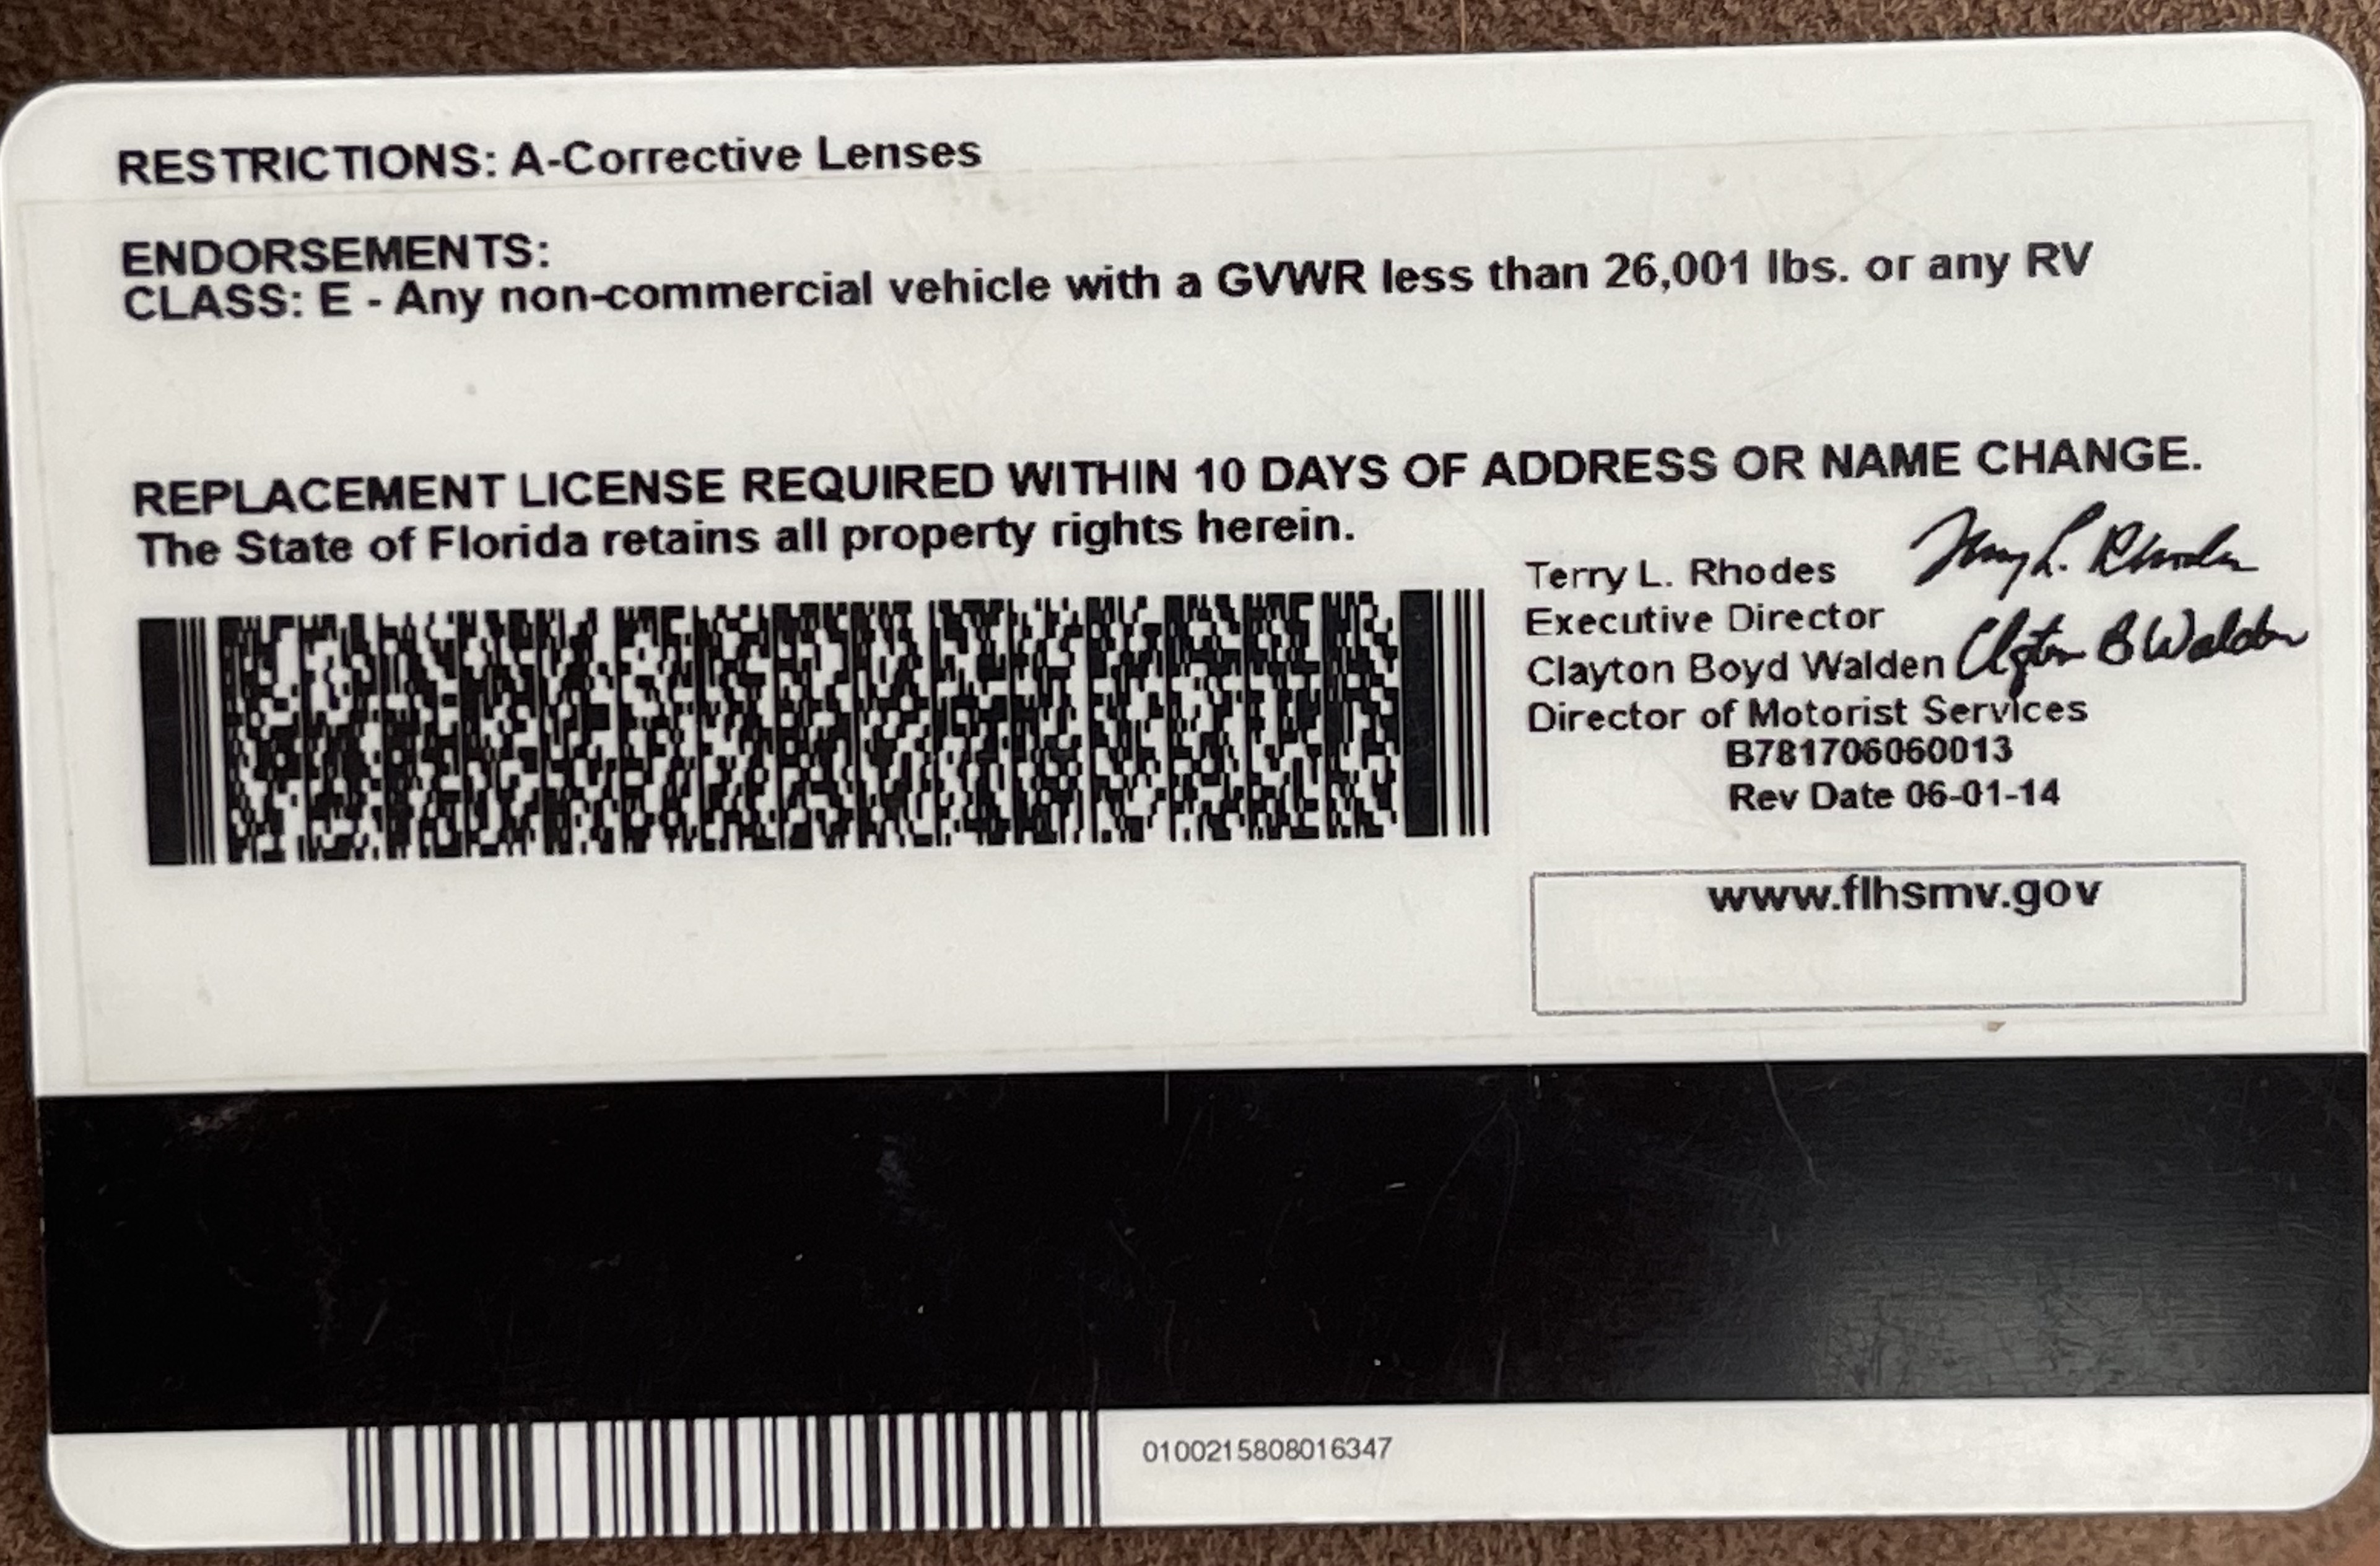 RESTRICTIONS: A-Corrective Lenses
ENDORSEMENTS:
CLASS: E - Any non-commercial vehicle with a GVWR less than 26,001 lbs. or any RV
REPLACEMENT LICENSE REQUIRED WITHIN 10 DAYS OF ADDRESS OR NAME CHANGE.
The State of Florida retains all property rights herein.
Terry L. Rhodes Terry L. Rhodes
Executive Director
Clayton Boyd Walden Clayton B Walden
Director of Motorist Services
B781706060013
Rev Date 06-01-14
www.flhsmv.gov
0100215808016347